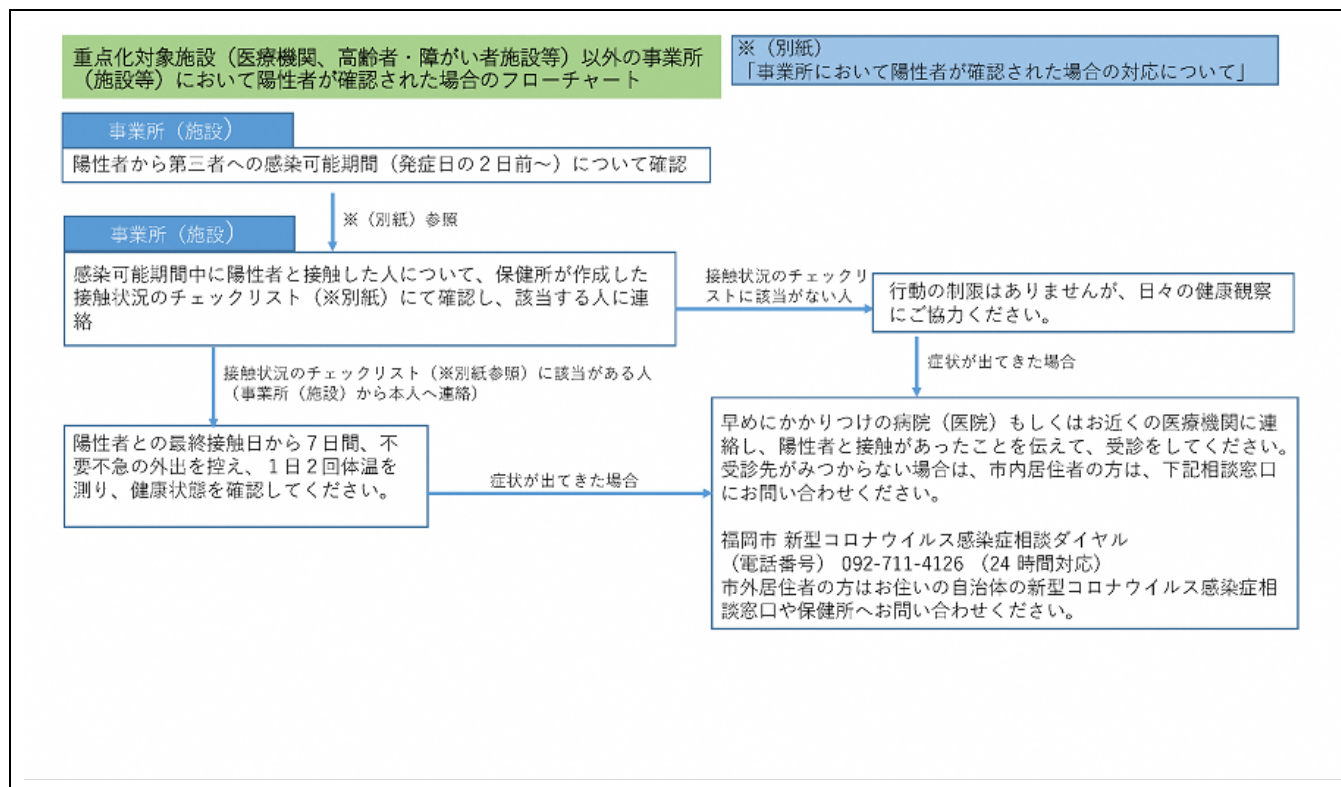 重点化対象施設（医療機関、高齢者・障がい者施設等）以外の事業所
（施設等）において陽性者が確認された場合のフローチャート
※（別紙）
「事業所において陽性者が確認された場合の対応について」
事業所（施設）
陽性者から第三者への感染可能期間（発症日の２日前～）について確認
※（別紙）参照
事業所（施設）
感染可能期間中に陽性者と接触した人について、保健所が作成した
接触状況のチェックリスト（※別紙）にて確認し、該当する人に連
絡
接触状況のチェックリ
ストに該当がない人
行動の制限はありませんが、日々の健康観察
にご協力ください。
症状が出てきた場合
接触状況のチェックリスト（※別紙参照）に該当がある人
（事業所（施設）から本人へ連絡）
陽性者との最終接触日から７日間、不
要不急の外出を控え、１日２回体温を
測り、健康状態を確認してください。
症状が出てきた場合
早めにかかりつけの病院（医院）もしくはお近くの医療機関に連
絡し、陽性者と接触があったことを伝えて、受診をしてください。
受診先がみつからない場合は、市内居住者の方は、下記相談窓口
にお問い合わせください。
福岡市 新型コロナウイルス感染症相談ダイヤル
（電話番号） 092-711-4126 （24 時間対応）
市外居住者の方はお住いの自治体の新型コロナウイルス感染症相
談窓口や保健所へお問い合わせください。